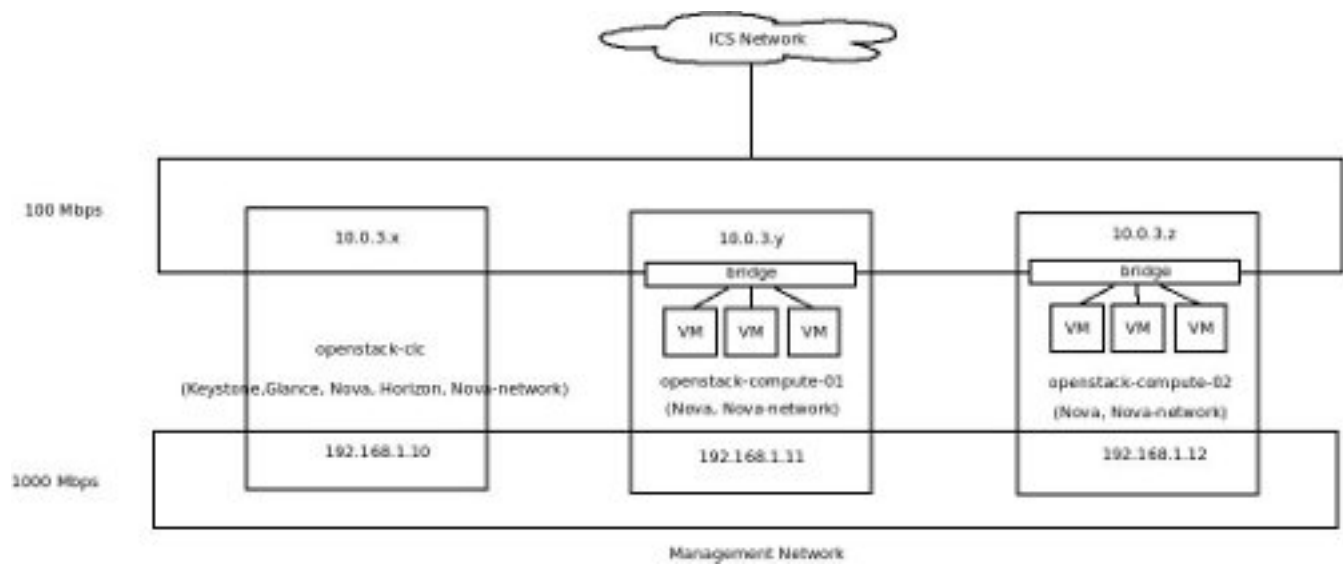 ICS Network
100 Mbps
10.0.3.x
10.0.3.y
10.0.3.z
bridge
bridge
VM VM VM
VM VM VM
openstack-clc
(Keystone,Glance, Nova, Horizon, Nova-network)
openstack-compute-01
(Nova, Nova-network)
openstack-compute-02
(Nova, Nova-network)
192.168.1.10
192.168.1.11
192.168.1.12
1000 Mbps
Management Network